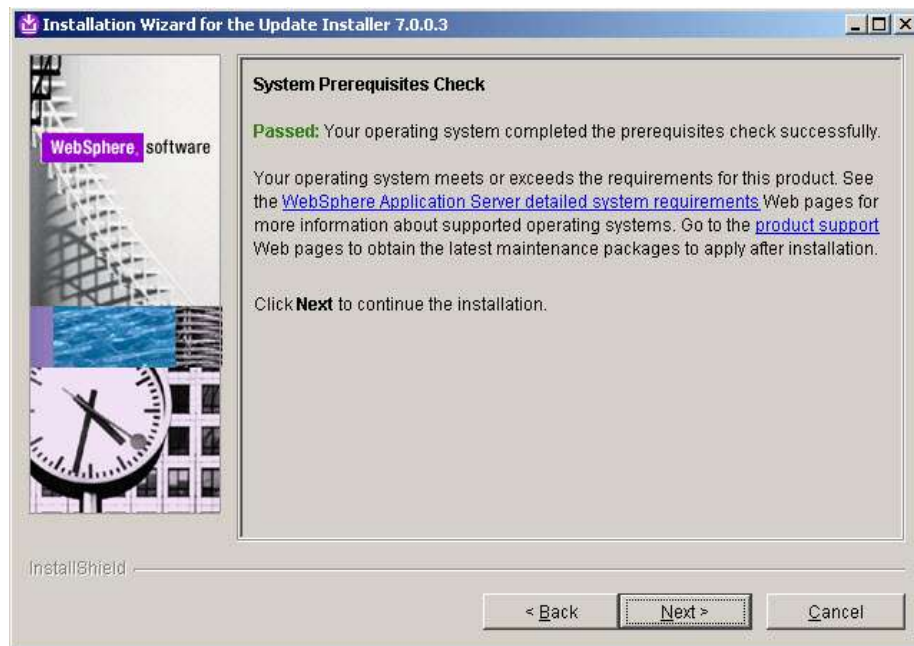 Installation Wizard for the Update Installer 7.0.0.3
WebSphere. software
System Prerequisites Check
Passed: Your operating system completed the prerequisites check successfully.
Your operating system meets or exceeds the requirements for this product. See
the WebSphere Application Server detailed system requirements Web pages for
more information about supported operating systems. Go to the product support
Web pages to obtain the latest maintenance packages to apply after installation.
Click Next to continue the installation.
InstallShield
< Back
Next >
Cancel